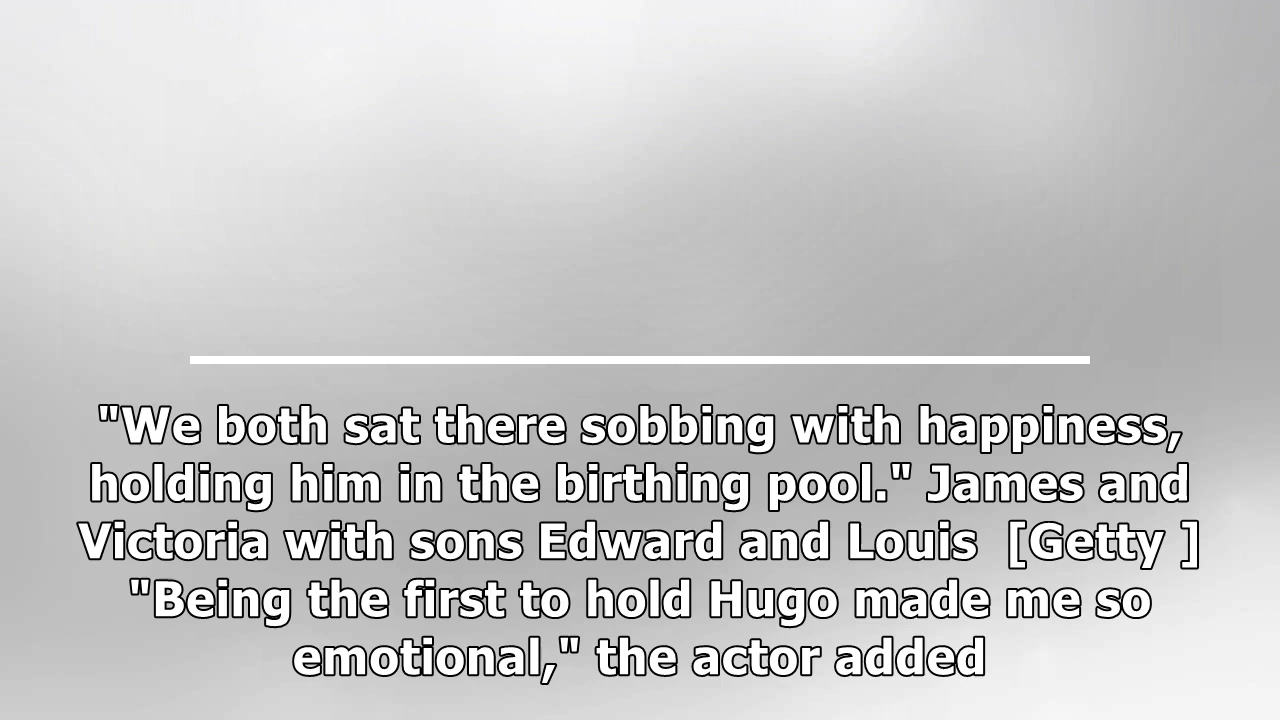 "We both sat there sobbing with happiness,
holding him in the birthing pool." James and
Victoria with sons Edward and Louis  [Getty ]
"Being the first to hold Hugo made me so
emotional," the actor added